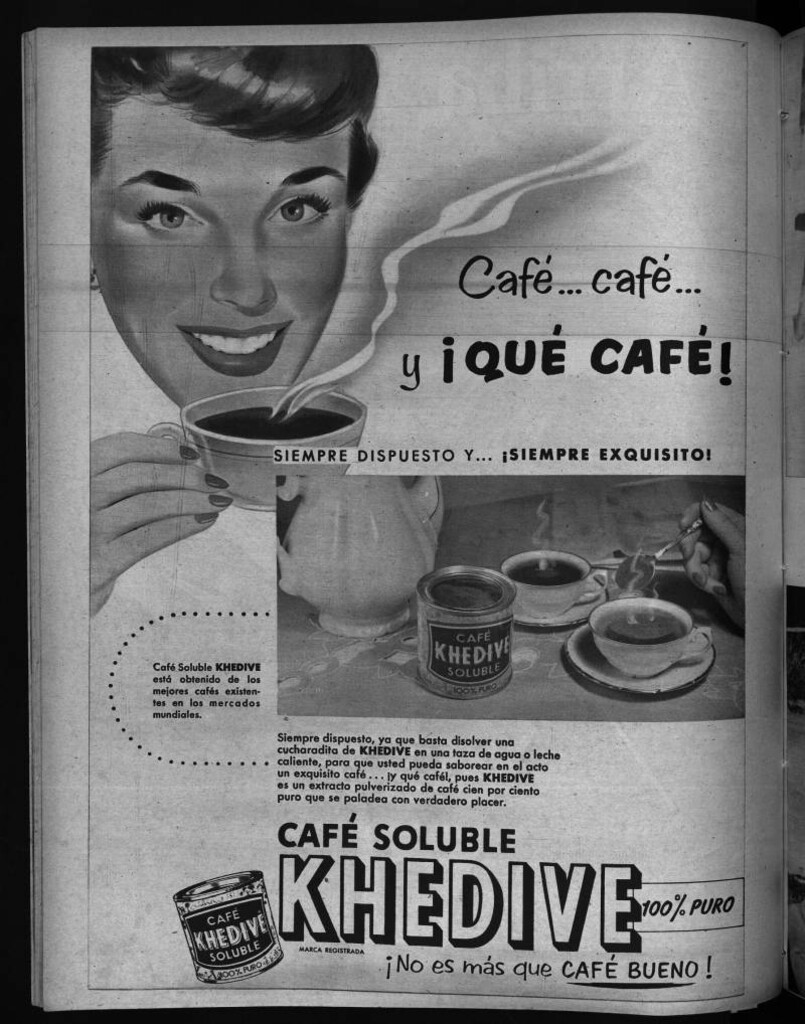 Café... café...
y ¡QUÉ CAFÉ!
SIEMPRE DISPUESTO Y... ¡SIEMPRE EXQUISITO!
CAFÉ
KHEDIVE
SOLUBLE
100% PURO
Café Soluble KHEDIVE
está obtenido de los
mejores cafés existen-
tes en los mercados
mundiales.
Siempre dispuesto, ya que basta disolver una
cucharadita de KHEDIVE en una taza de agua o leche
caliente, para que usted pueda saborear en el acto
un exquisito café... ¡y qué café!, pues KHEDIVE
es un extracto pulverizado de café cien por ciento
puro que se paladea con verdadero placer.
CAFÉ SOLUBLE
KHEDIVE
100% PURO
MARCA REGISTRADA
CAFÉ
KHEDIVE
SOLUBLE
100% PURO
¡No es más que CAFÉ BUENO!